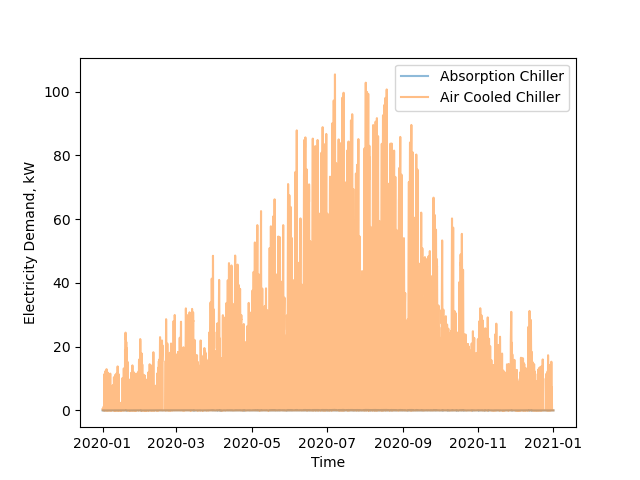 Absorption Chiller
Air Cooled Chiller
Electricity Demand, kW
100
80
60
40
20
0
2020-01 2020-03 2020-05 2020-07 2020-09 2020-11 2021-01
Time